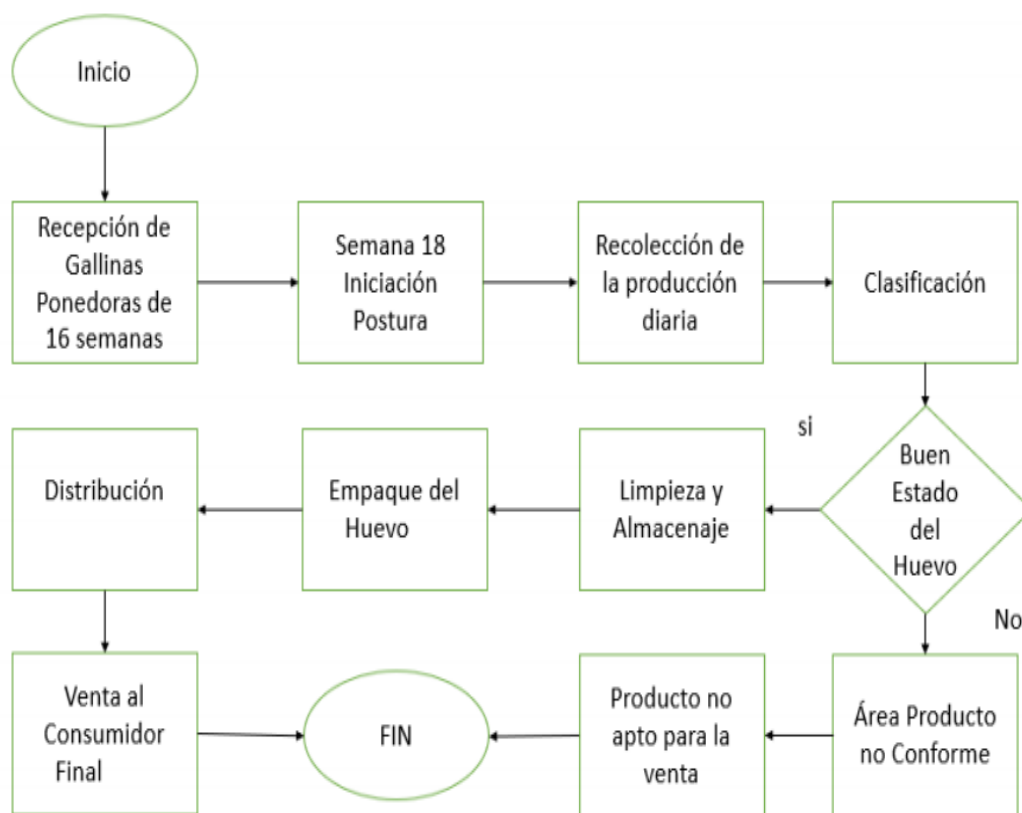 Inicio
Recepción de
Gallinas
Ponedoras de
16 semanas
Semana 18
Iniciación
Postura
Recolección de
la producción
diaria
Clasificación
Buen
Estado
del
Huevo
si
Limpieza y
Almacenaje
Empaque del
Huevo
Distribución
Venta al
Consumidor
Final
No
Área Producto
no Conforme
Producto no
apto para la
venta
FIN